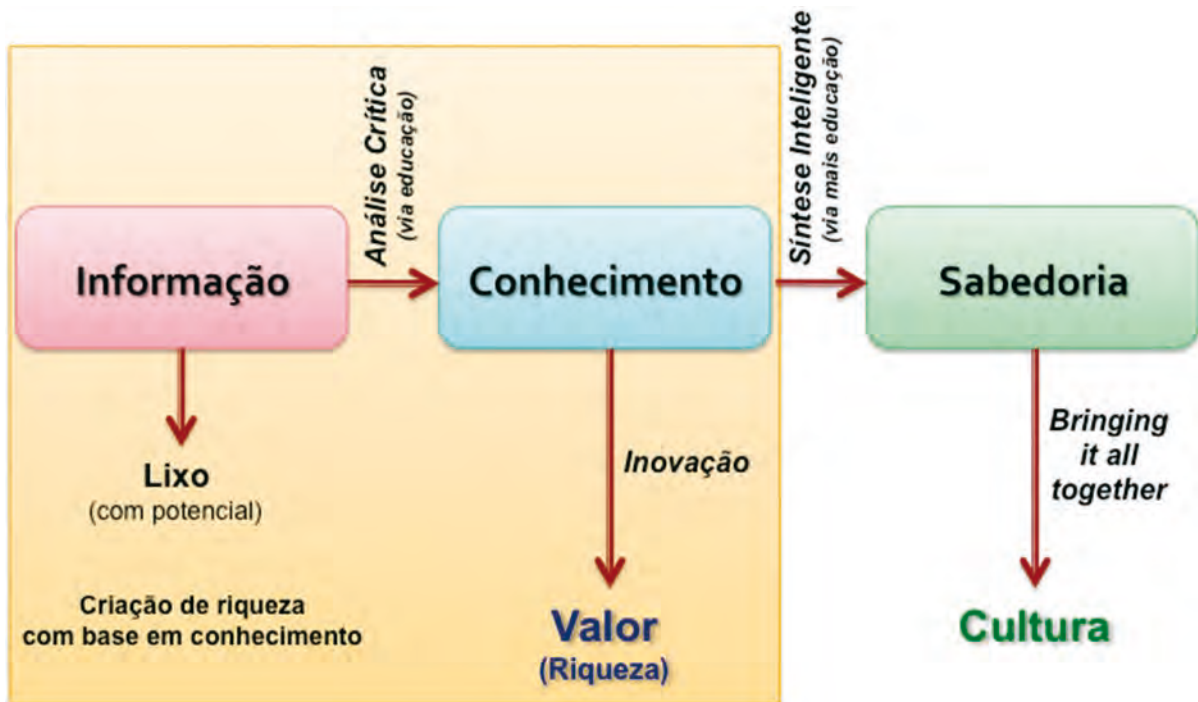 Análise Crítica
(via educação)
Síntese Inteligente
(via mais educação)
Informação
Conhecimento
Sabedoria
Lixo
(com potencial)
Inovação
Bringing
it all
together
Criação de riqueza
com base em conhecimento
Valor
(Riqueza)
Cultura